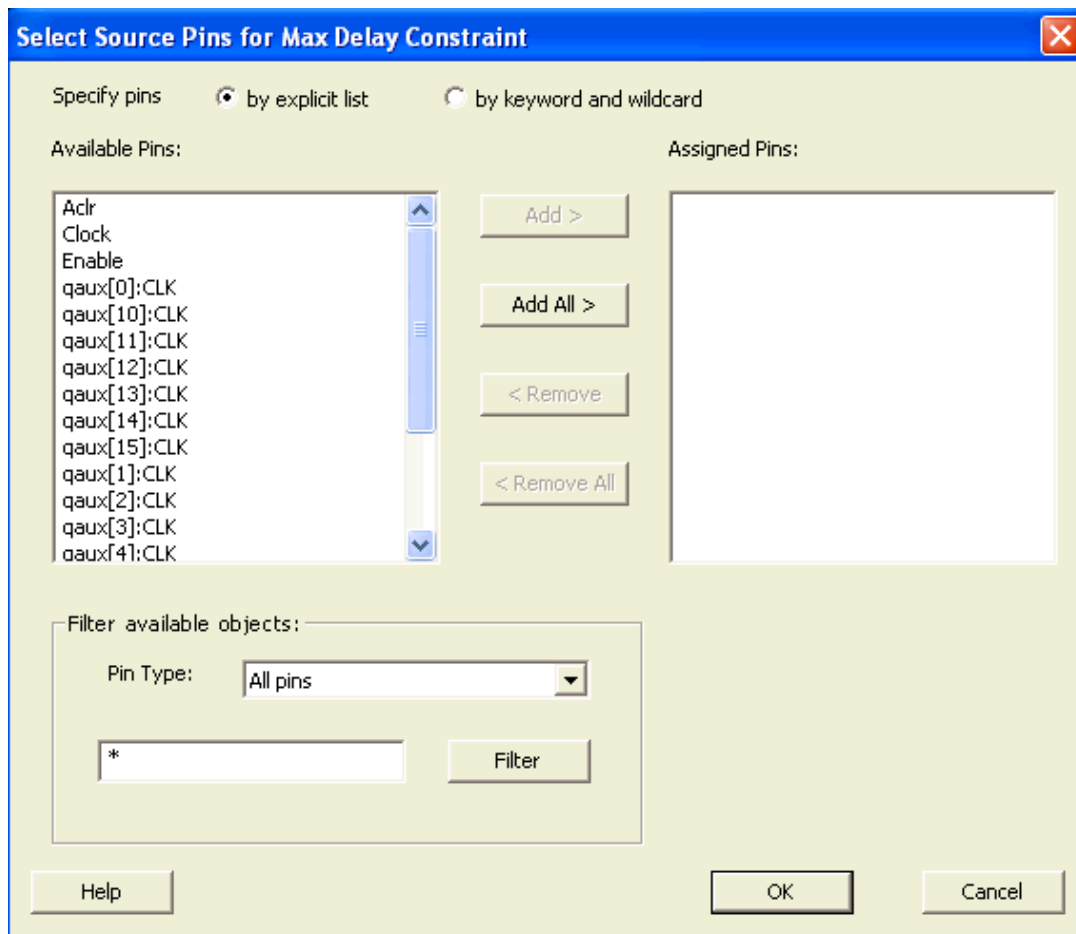 Select Source Pins for Max Delay Constraint
Specify pins by explicit list by keyword and wildcard
Available Pins: Assigned Pins:
Aclr
Clock
Enable
qaux[0]:CLK
qaux[10]:CLK
qaux[11]:CLK
qaux[12]:CLK
qaux[13]:CLK
qaux[14]:CLK
qaux[15]:CLK
qaux[1]:CLK
qaux[2]:CLK
qaux[3]:CLK
qaux[4]:CLK
Add >
Add All >
< Remove
< Remove All
Filter available objects:
Pin Type: All pins
* Filter
Help OK Cancel